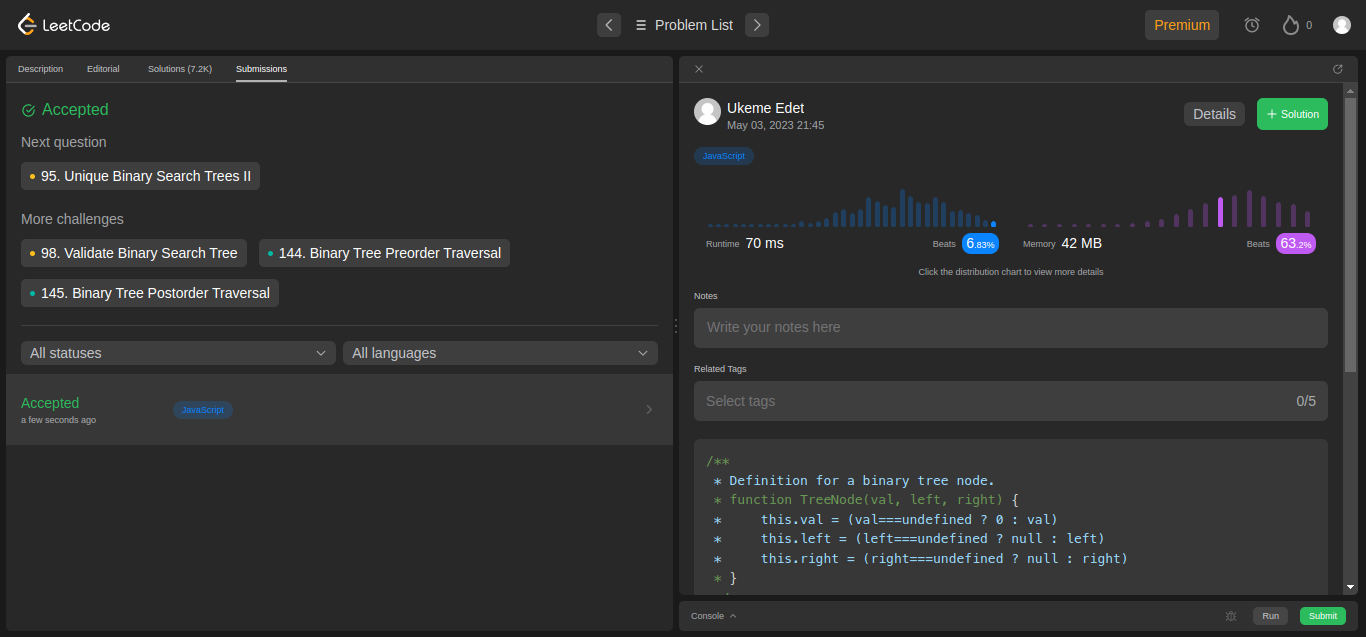 LeetCode
Problem List
Premium
0
Description Editorial Solutions (7.2K) Submissions
Accepted
Next question
95. Unique Binary Search Trees II
More challenges
98. Validate Binary Search Tree
144. Binary Tree Preorder Traversal
145. Binary Tree Postorder Traversal
All statuses
All languages
Accepted
a few seconds ago
JavaScript
Ukeme Edet
May 03, 2023 21:45
Details
+ Solution
JavaScript
Runtime 70 ms Beats 6.83%
Memory 42 MB Beats 63.2%
Click the distribution chart to view more details
Notes
Write your notes here
Related Tags
Select tags 0/5
/**
 * Definition for a binary tree node.
 * function TreeNode(val, left, right) {
 *     this.val = (val===undefined ? 0 : val)
 *     this.left = (left===undefined ? null : left)
 *     this.right = (right===undefined ? null : right)
 * }
Console
Run
Submit